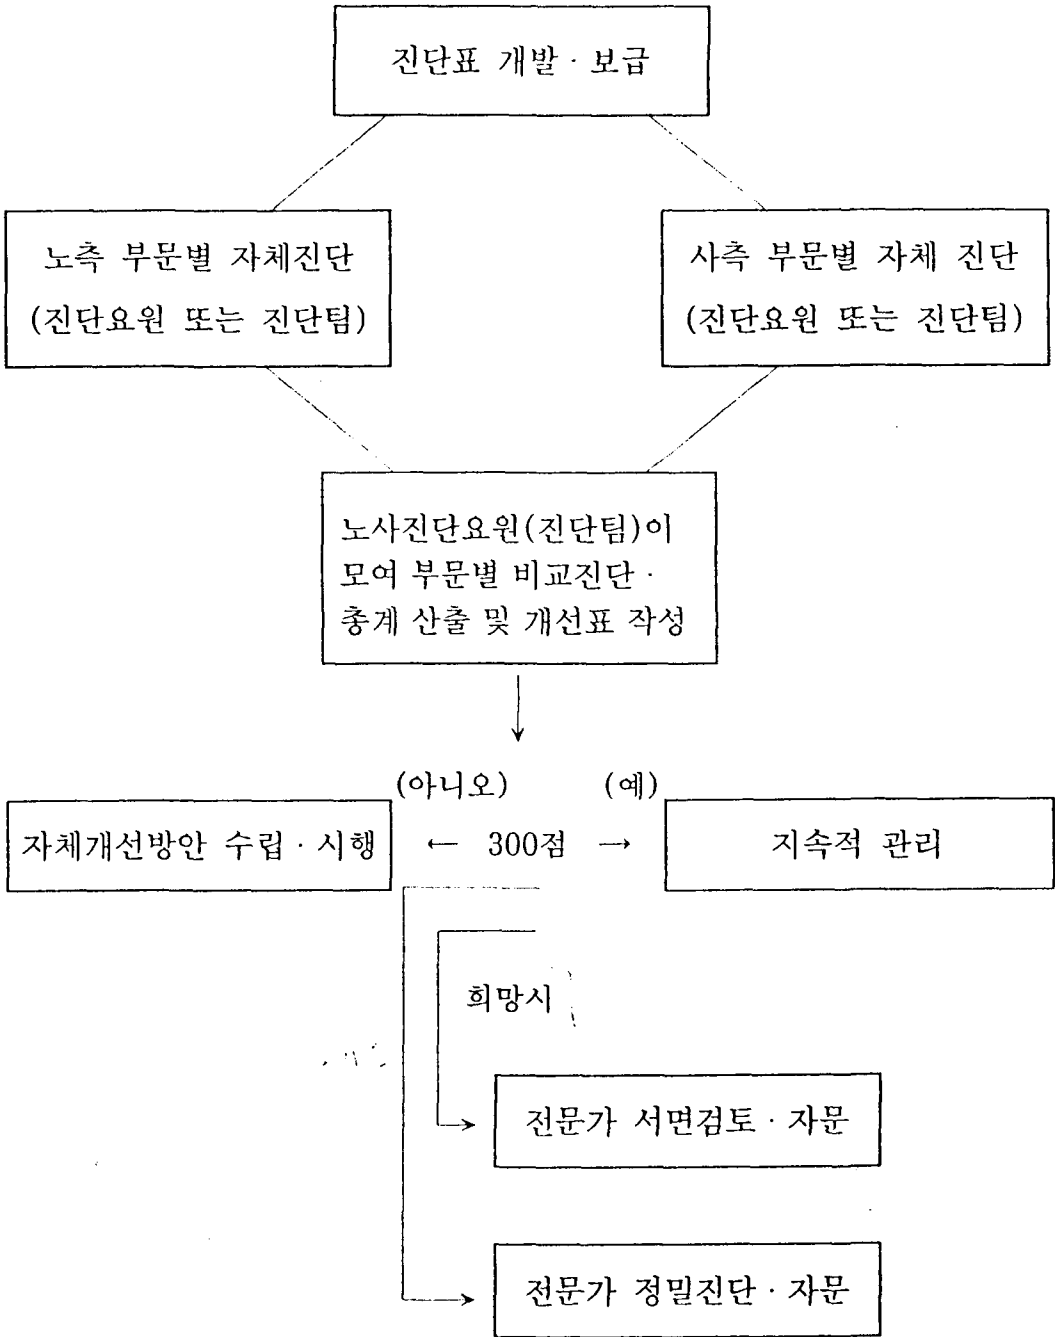 진단표 개발 · 보급
노측 부문별 자체진단
(진단요원 또는 진단팀)
사측 부문별 자체 진단
(진단요원 또는 진단팀)
노사진단요원(진단팀)이
모여 부문별 비교진단 ·
총계 산출 및 개선표 작성
(아니오) (예)
자체개선방안 수립 · 시행 ← 300점 → 지속적 관리
희망시
전문가 서면검토 · 자문
전문가 정밀진단 · 자문